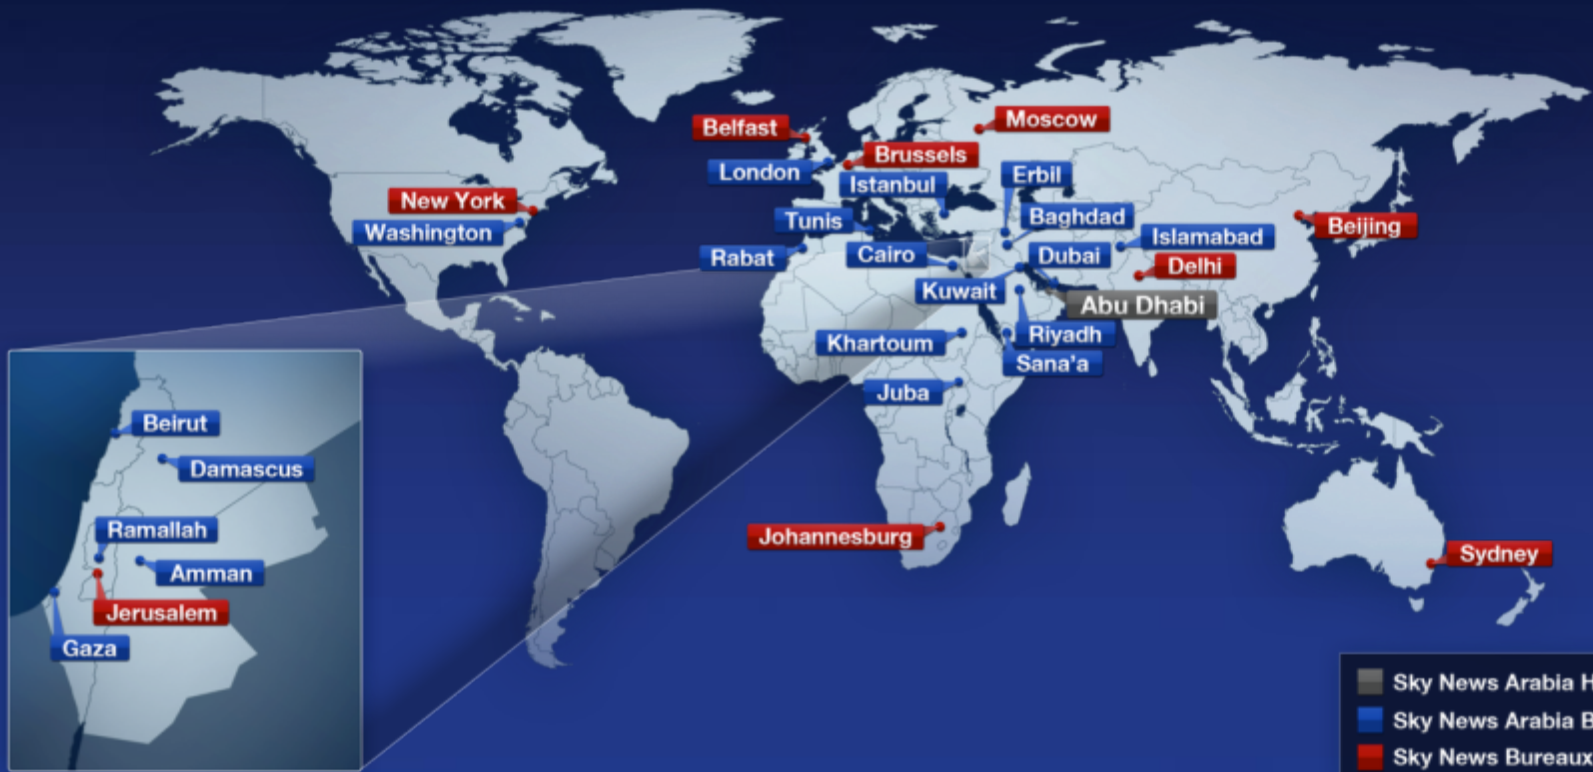 Belfast
Moscow
Brussels
London
Erbil
Istanbul
New York
Tunis
Baghdad
Washington
Islamabad
Beijing
Rabat
Cairo
Dubai
Delhi
Kuwait
Abu Dhabi
Khartoum
Riyadh
Sana'a
Juba
Beirut
Damascus
Ramallah
Johannesburg
Sydney
Amman
Jerusalem
Gaza
Sky News Arabia H
Sky News Arabia B
Sky News Bureaux